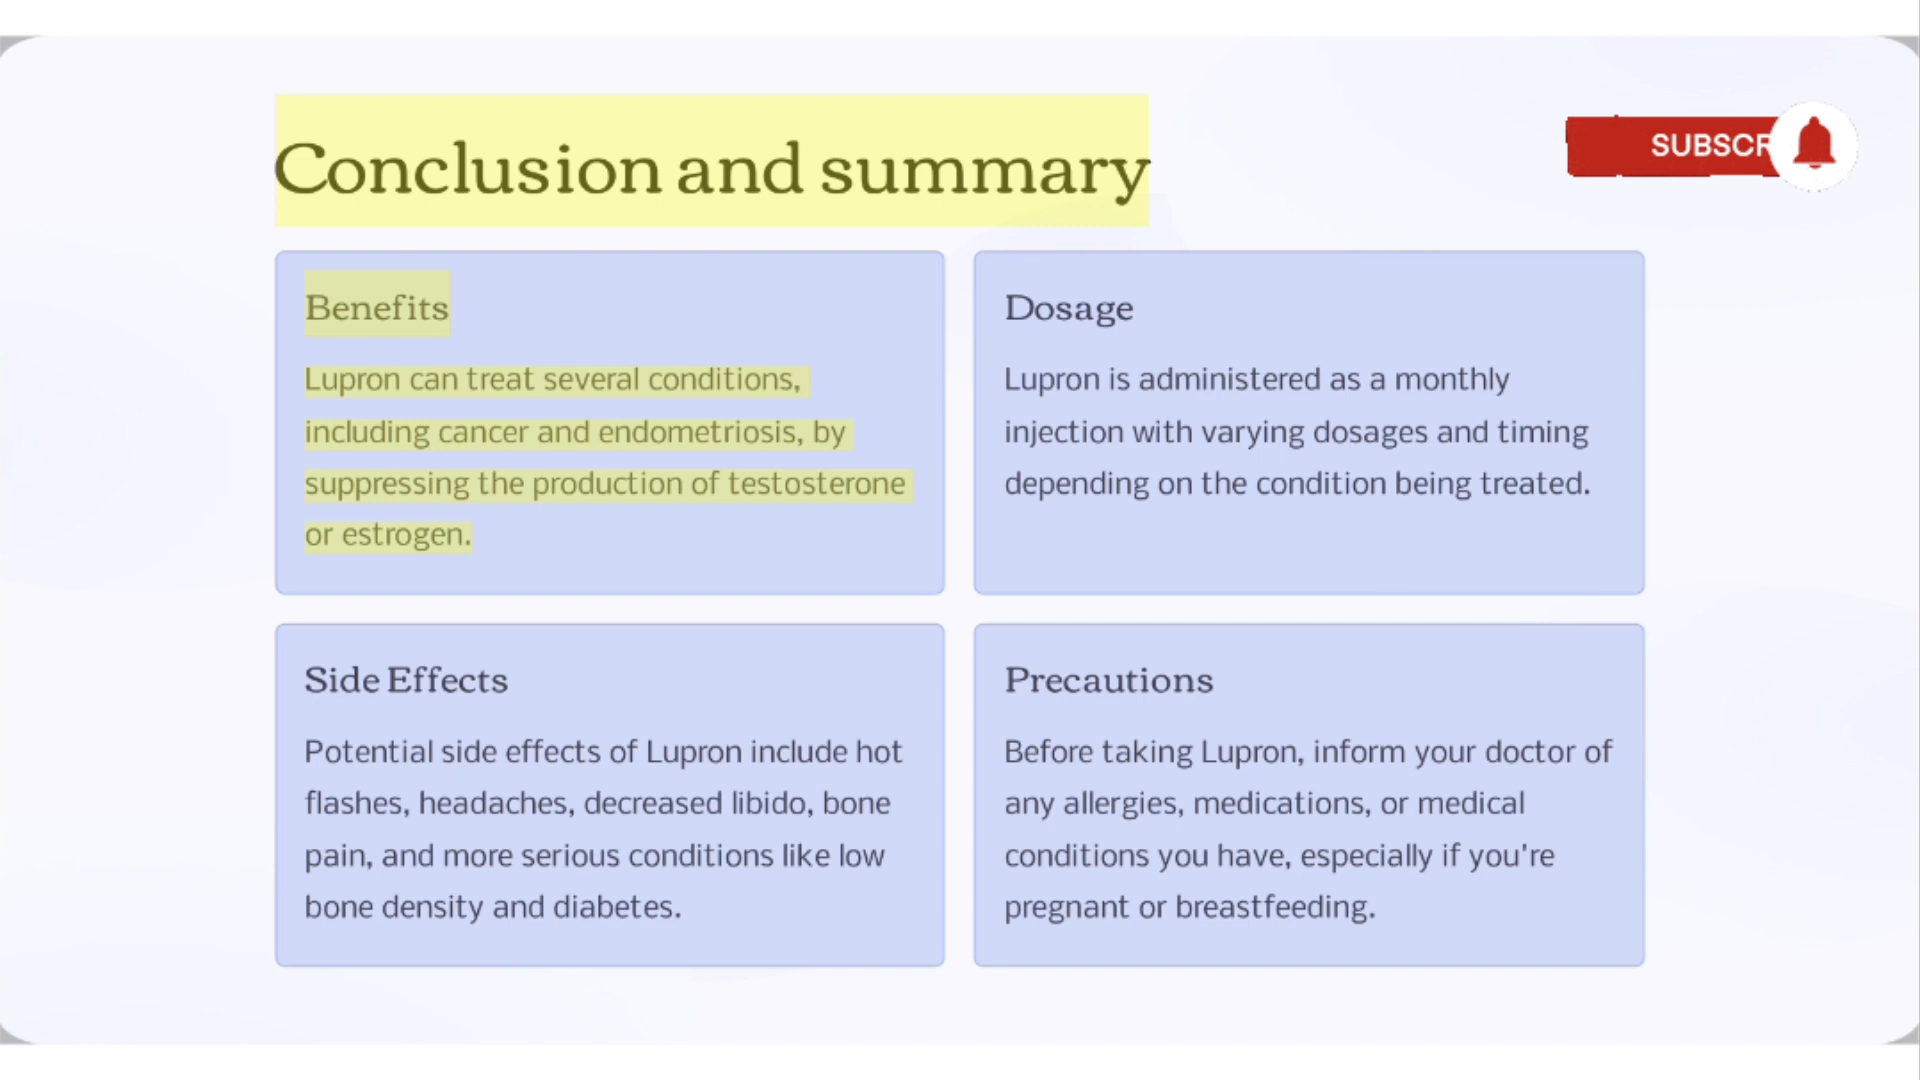 Conclusion and summary
SUBSCR
Benefits
Lupron can treat several conditions,
including cancer and endometriosis, by
suppressing the production of testosterone
or estrogen.
Dosage
Lupron is administered as a monthly
injection with varying dosages and timing
depending on the condition being treated.
Side Effects
Potential side effects of Lupron include hot
flashes, headaches, decreased libido, bone
pain, and more serious conditions like low
bone density and diabetes.
Precautions
Before taking Lupron, inform your doctor of
any allergies, medications, or medical
conditions you have, especially if you're
pregnant or breastfeeding.